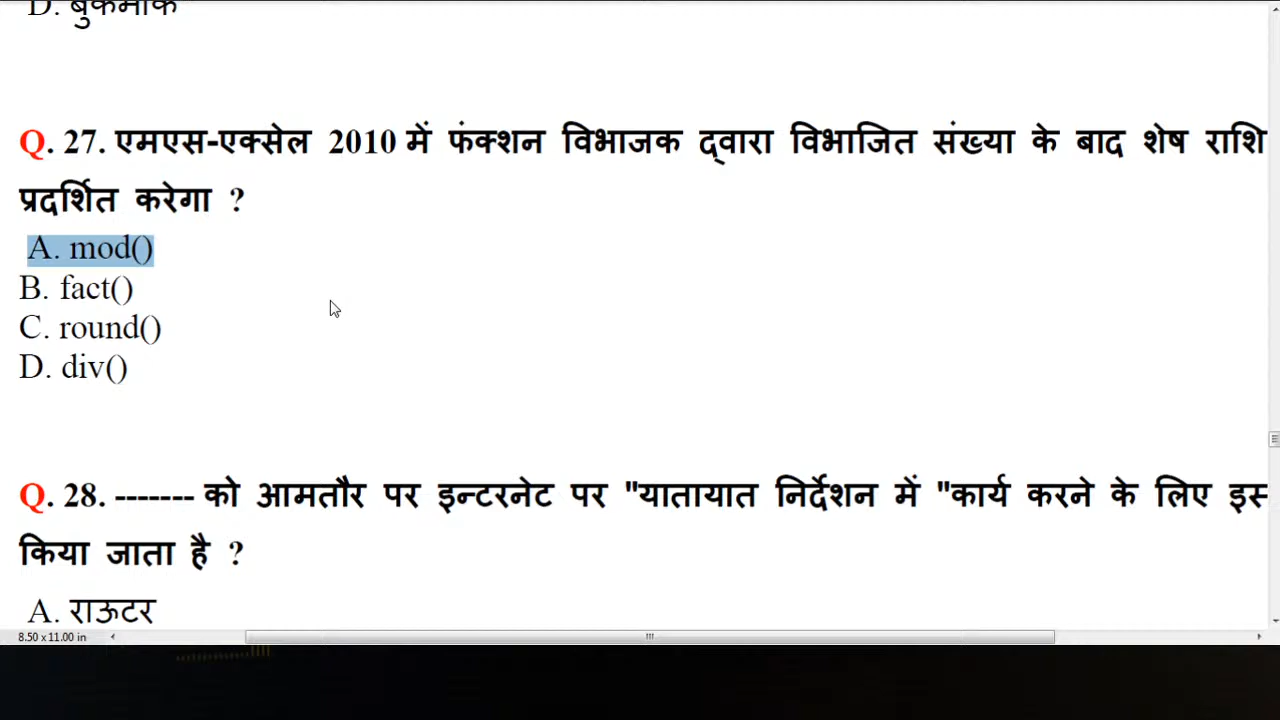 D. बुकमार्क
Q. 27. एमएस-एक्सेल 2010 में फंक्शन विभाजक द्वारा विभाजित संख्या के बाद शेष राशि
प्रदर्शित करेगा ?
A. mod()
B. fact()
C. round()
D. div()
Q. 28. ------- को आमतौर पर इन्टरनेट पर "यातायात निर्देशन में "कार्य करने के लिए इस
किया जाता है ?
A. राऊटर
8.50 x 11.00 in